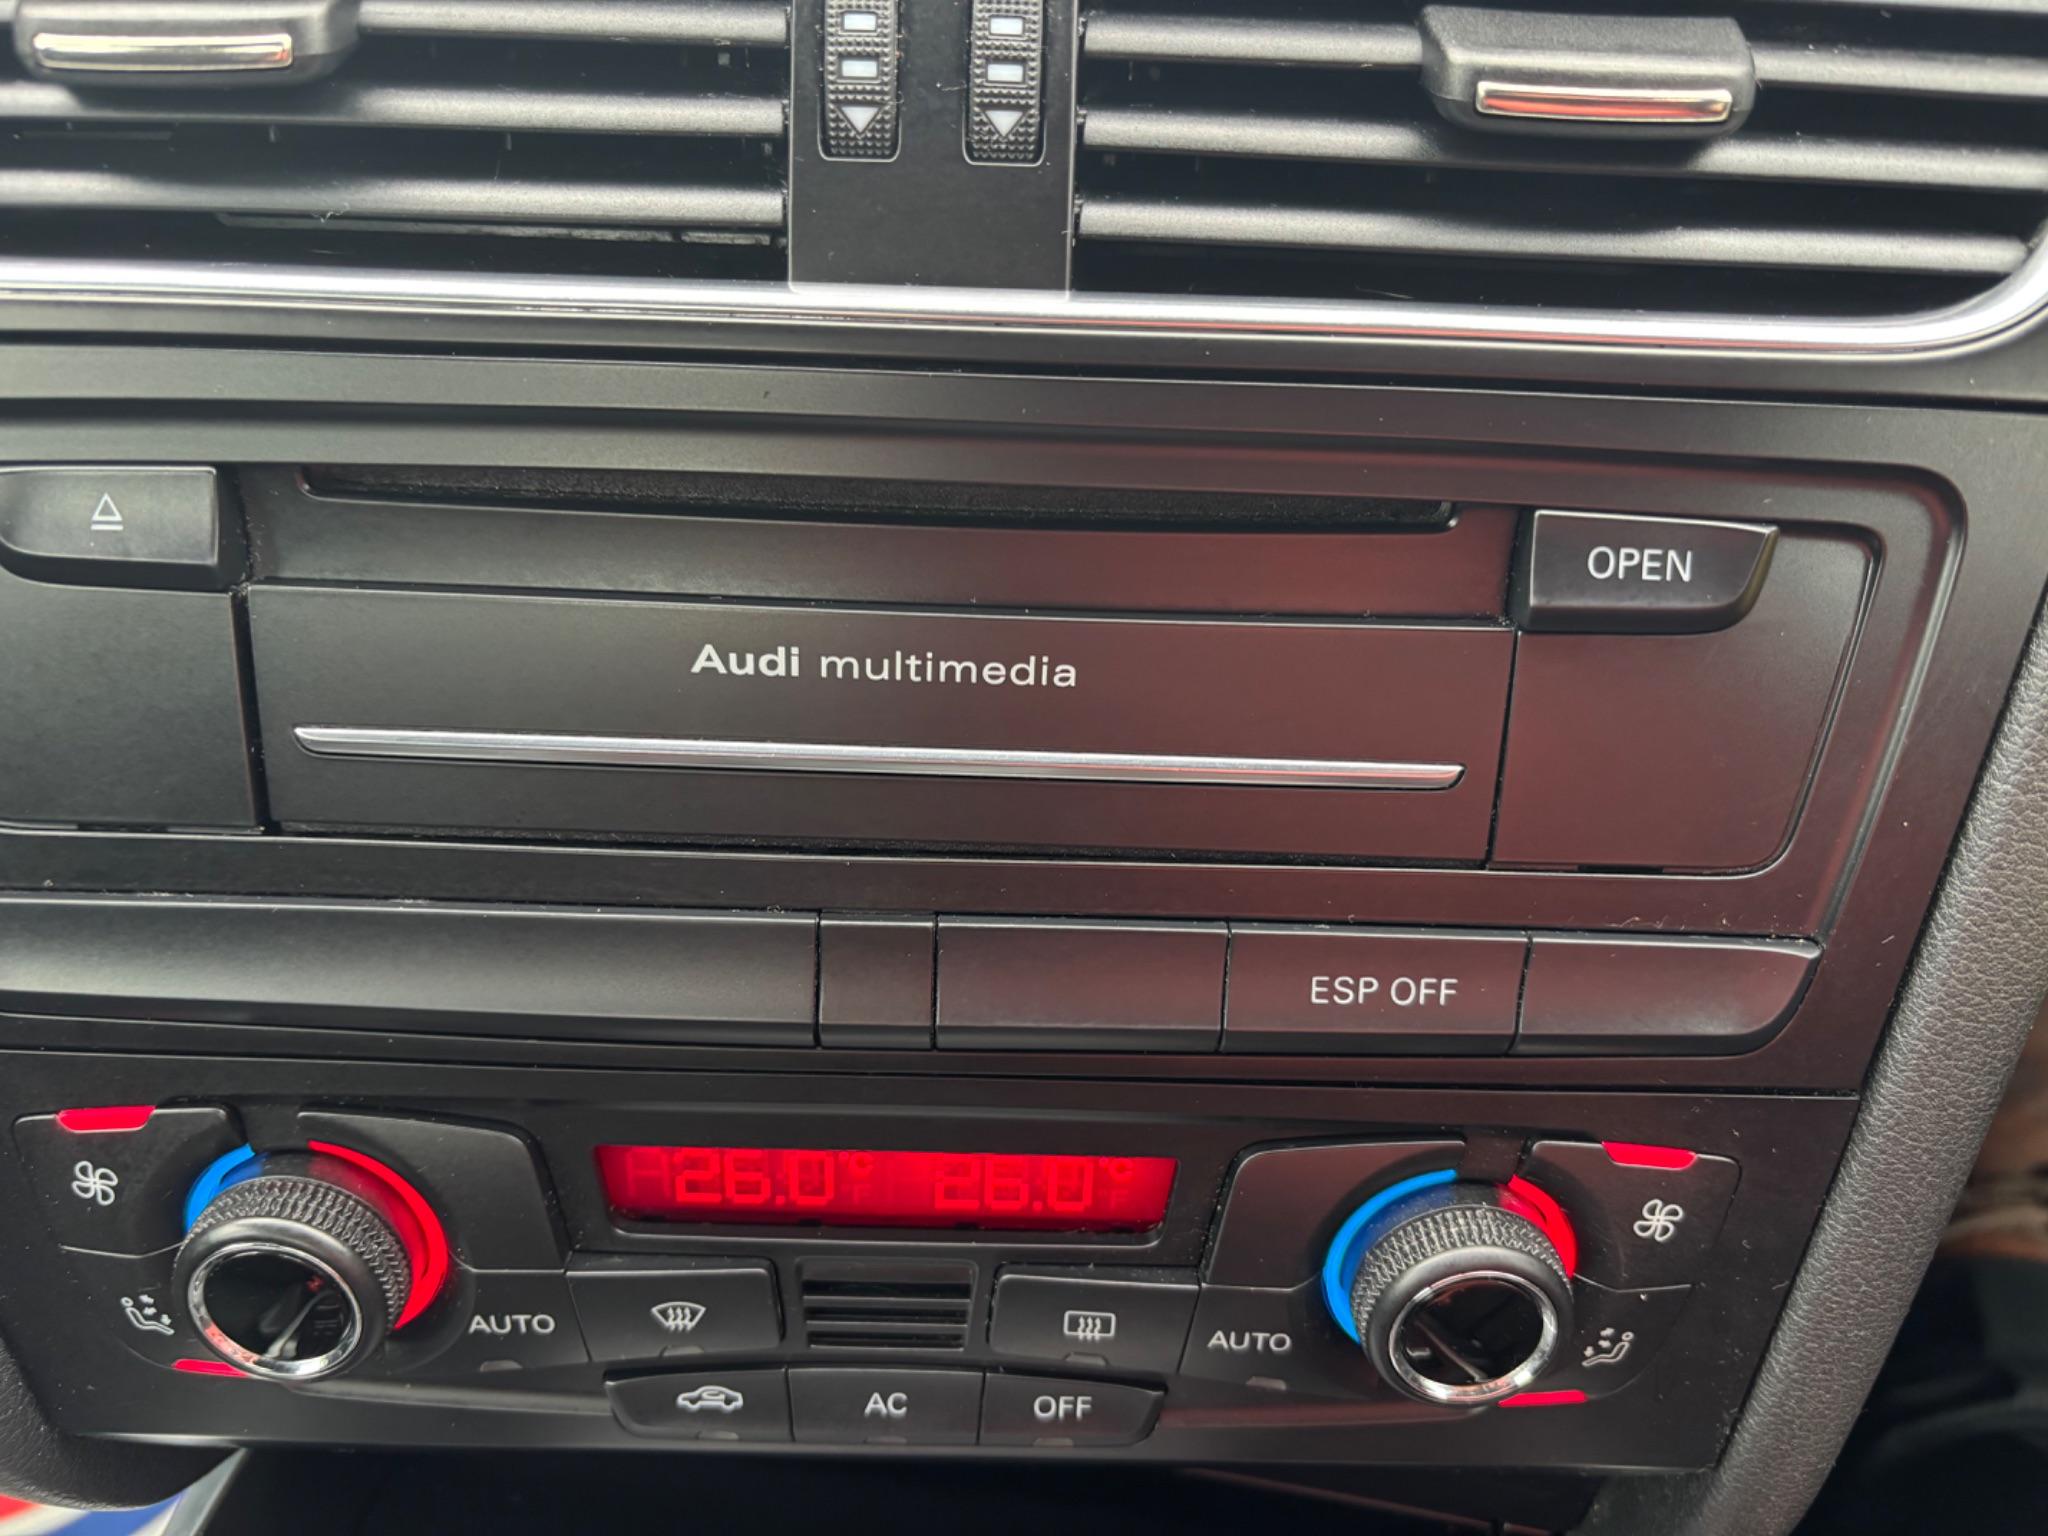 OPEN
Audi multimedia
ESP OFF
26.0°C 26.0°C
AUTO
AUTO
AC
OFF